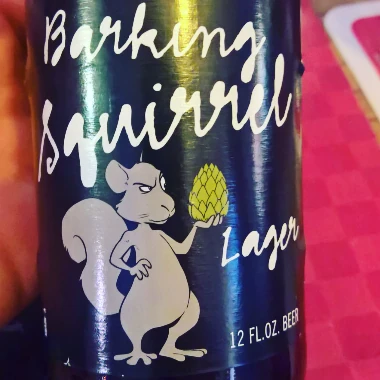 Barking
Squirrel
Lager
12 FL.OZ. BEER